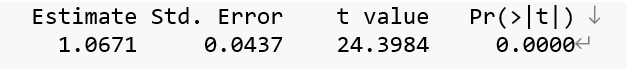 Estimate Std. Error t value Pr(>|t|) ↓
1.0671 0.0437 24.3984 0.0000↵